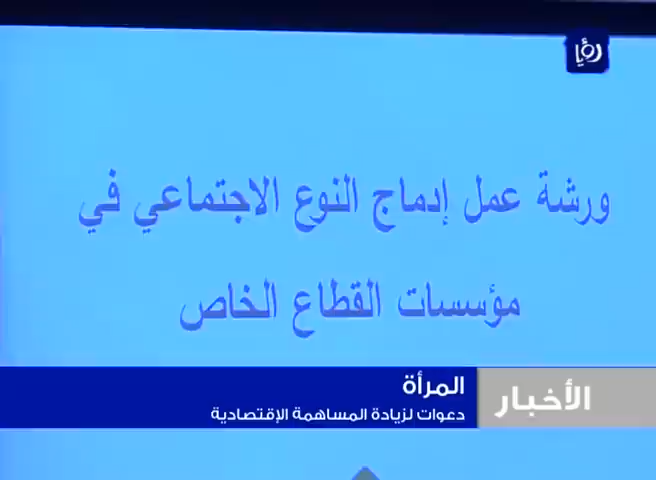 رؤيا
ورشة عمل إدماج النوع الاجتماعي في
مؤسسات القطاع الخاص
الأخبار
المرأة
دعوات لزيادة المساهمة الإقتصادية